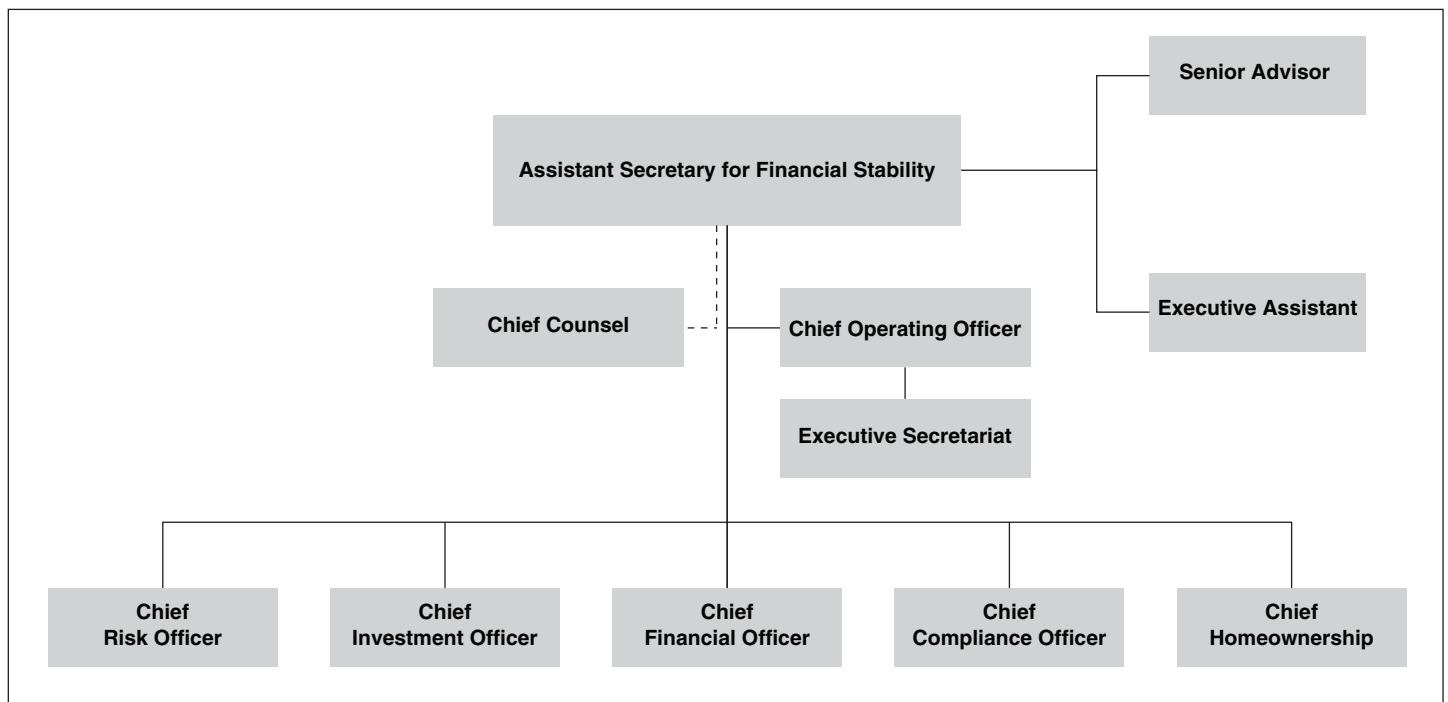 Senior Advisor
Assistant Secretary for Financial Stability
Executive Assistant
Chief Counsel
Chief Operating Officer
Executive Secretariat
Chief
Risk Officer
Chief
Investment Officer
Chief
Financial Officer
Chief
Compliance Officer
Chief
Homeownership